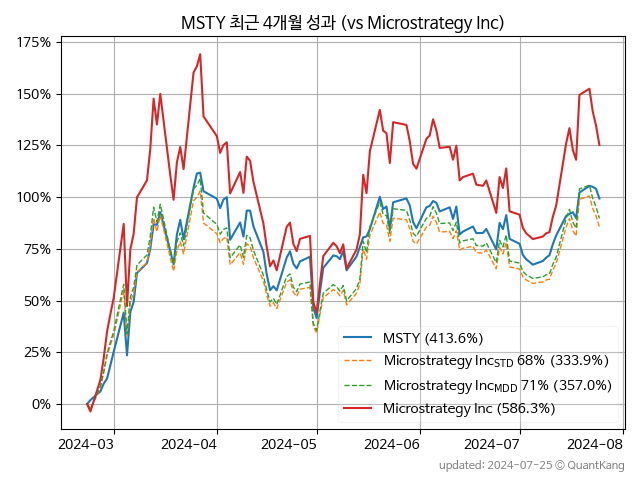 MSTY 최근 4개월 성과 (vs Microstrategy Inc)
175%
150%
125%
100%
75%
50%
25%
0%
MSTY (413.6%)
Microstrategy Inc_STD 68% (333.9%)
Microstrategy Inc_MDD 71% (357.0%)
Microstrategy Inc (586.3%)
2024-03 2024-04 2024-05 2024-06 2024-07 2024-08
updated: 2024-07-25 © QuantKang